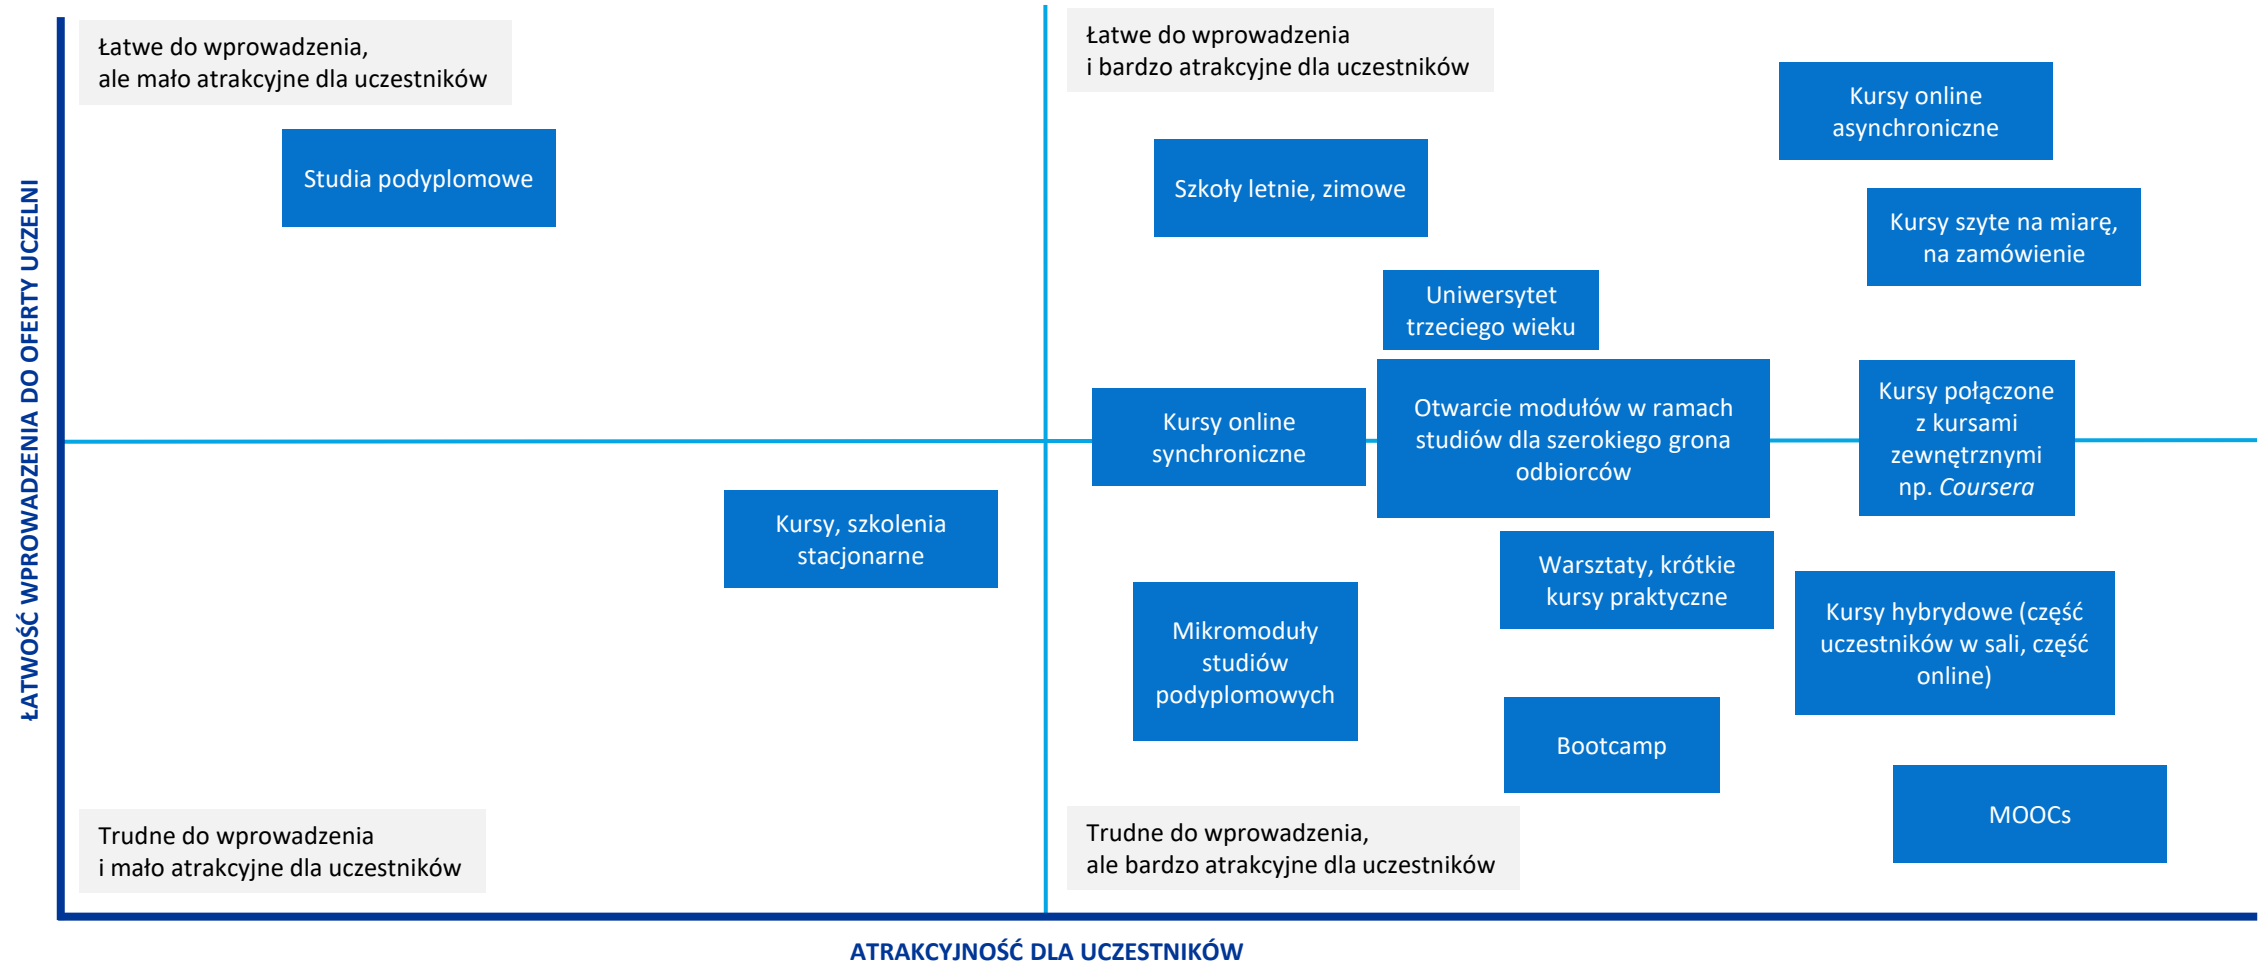 Łatwe do wprowadzenia,
ale mało atrakcyjne dla uczestników
Łatwe do wprowadzenia
i bardzo atrakcyjne dla uczestników
Kursy online
asynchroniczne
Studia podyplomowe
Szkoły letnie, zimowe
Kursy szyte na miarę,
na zamówienie
Uniwersytet
trzeciego wieku
Kursy online
synchroniczne
Otwarcie modułów w ramach
studiów dla szerokiego grona
odbiorców
Kursy połączone
z kursami
zewnętrznymi
np. Coursera
Kursy, szkolenia
stacjonarne
Warsztaty, krótkie
kursy praktyczne
Mikromoduły
studiów
podyplomowych
Kursy hybrydowe (część
uczestników w sali, część
online)
Bootcamp
MOOCs
Trudne do wprowadzenia
i mało atrakcyjne dla uczestników
Trudne do wprowadzenia,
ale bardzo atrakcyjne dla uczestników
ŁATWOŚĆ WPROWADZENIA DO OFERTY UCZELNI
ATRAKCYJNOŚĆ DLA UCZESTNIKÓW